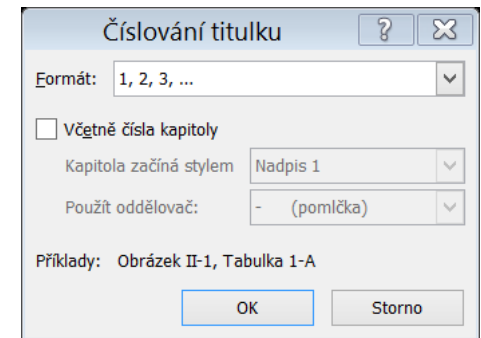 Číslování titulku
Formát: 1, 2, 3, ...
Včetně čísla kapitoly
Kapitola začíná stylem Nadpis 1
Použít oddělovač: - (pomlčka)
Příklady: Obrázek II-1, Tabulka 1-A
OK Storno